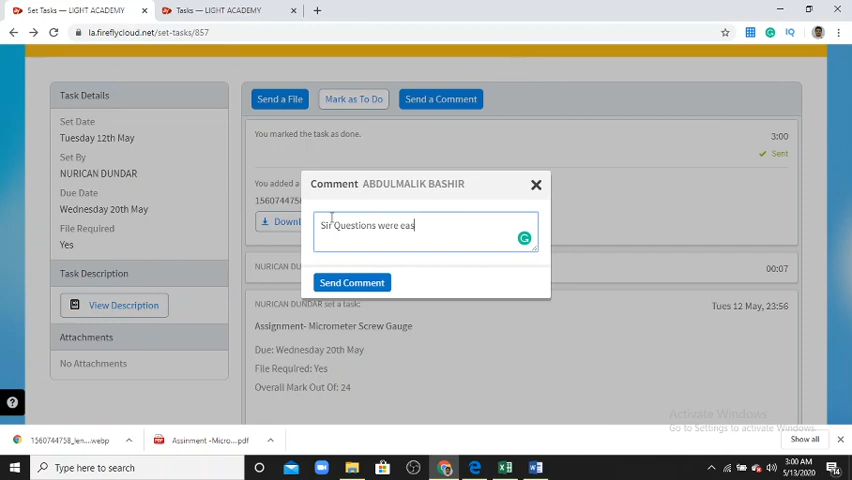 Set Tasks — LIGHT ACADEMY
Tasks — LIGHT ACADEMY
la.fireflycloud.net/set-tasks/857
Task Details
Set Date
Tuesday 12th May
Set By
NURICAN DUNDAR
Due Date
Wednesday 20th May
File Required
Yes
Task Description
View Description
Attachments
No Attachments
Send a File
Mark as To Do
Send a Comment
You marked the task as done.
3:00
Sent
You added a
1560744758
Downl
Comment ABDULMALIK BASHIR
Sir Questions were eas
Send Comment
NURICAN DUN
00:07
NURICAN DUNDAR set a task:
Tues 12 May, 23:56
Assignment- Micrometer Screw Gauge
Due: Wednesday 20th May
File Required: Yes
Overall Mark Out Of: 24
Activate Windows
Go to Settings to activate Windows.
1560744758_len....webp
Assinment -Micro....pdf
Show all
Type here to search
3:00 AM
5/13/2020
14